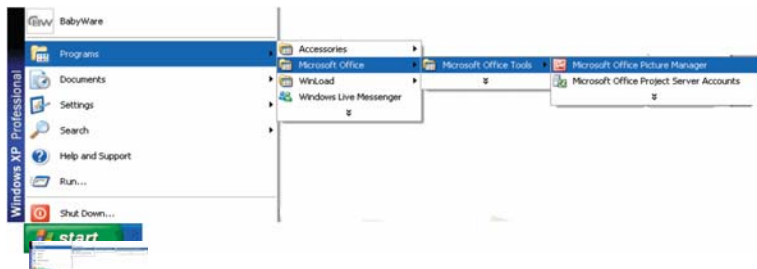 BabyWare
Programs
Accessories
Microsoft Office
Microsoft Office Tools
Microsoft Office Picture Manager
Documents
WinLoad
Microsoft Office Project Server Accounts
Settings
Windows Live Messenger
Search
Help and Support
Run...
Shut Down...
Windows XP Professional
start